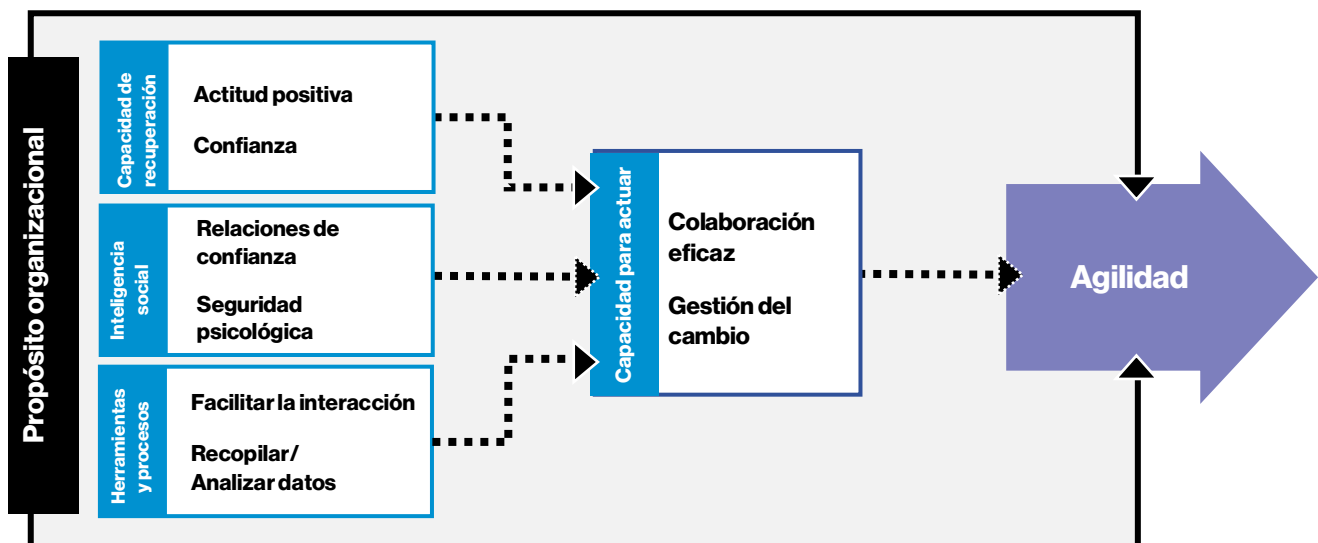 Propósito organizacional
Capacidad de
recuperación
Actitud positiva
Confianza
Inteligencia
social
Relaciones de
confianza
Seguridad
psicológica
Herramientas
y procesos
Facilitar la interacción
Recopilar/
Analizar datos
Capacidad para actuar
Colaboración
eficaz
Gestión del
cambio
Agilidad